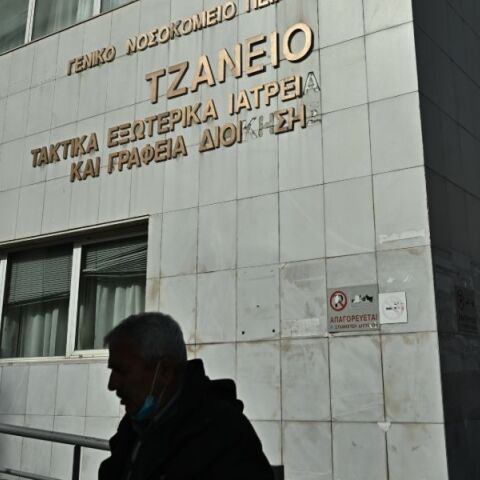 ΓΕΝΙΚΟ ΝΟΣΟΚΟΜΕΙΟ
ΤΖΑΝΕΙΟ
ΤΑΚΤΙΚΑ ΕΞΩΤΕΡΙΚΑ ΙΑΤΡΕΙΑ
ΚΑΙ ΓΡΑΦΕΙΑ ΔΙΟΙΚΗΣΗΣ
ΑΠΑΓΟΡΕΥΕΤΑΙ